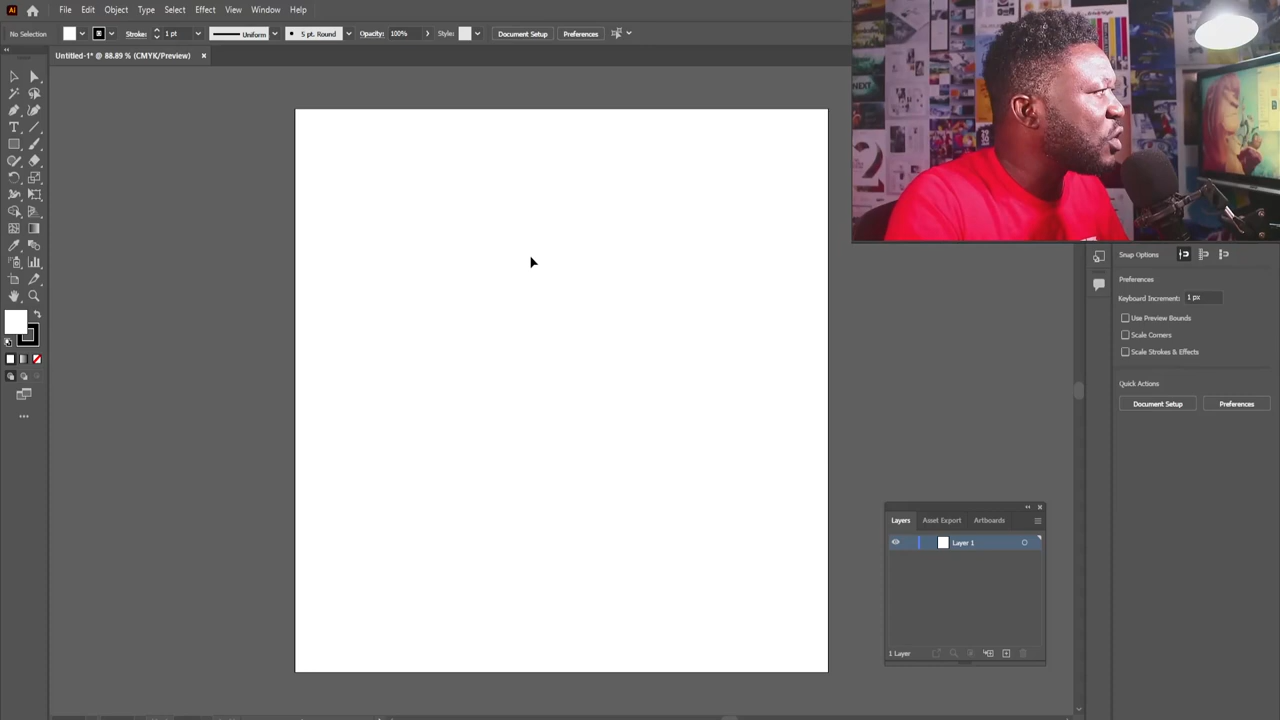 Ai File Edit Object Type Select Effect View Window Help
No Selection Stroke: 1 pt Uniform 5 pt. Round Opacity: 100% Style: Document Setup Preferences
Untitled-1* @ 88.89 % (CMYK/Preview) ×
Snap Options
Preferences
Keyboard Increment: 1 px
Use Preview Bounds
Scale Corners
Scale Strokes & Effects
Quick Actions
Document Setup Preferences
Layers Asset Export Artboards
Layer 1
1 Layer